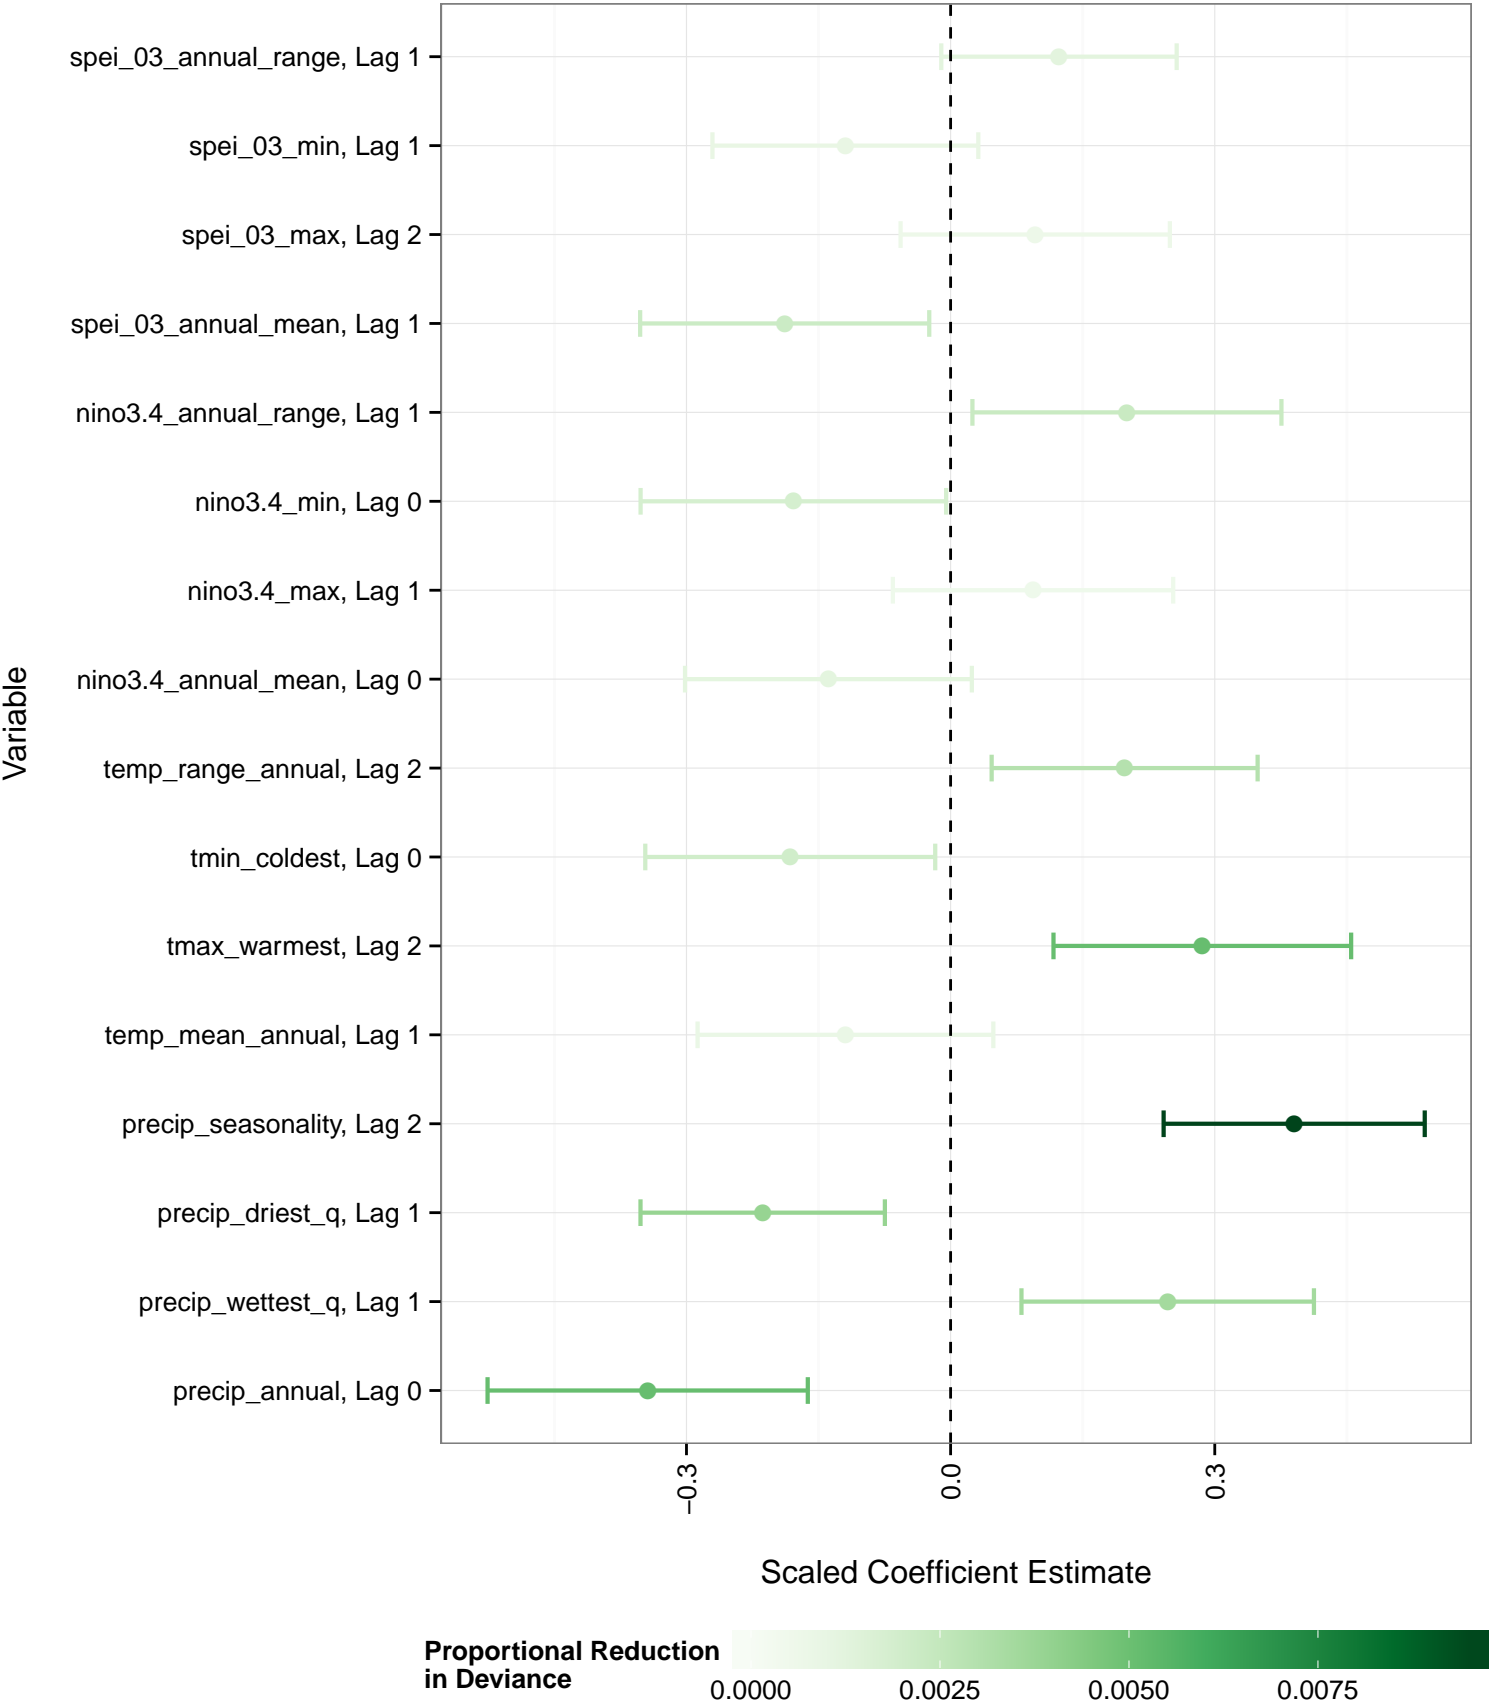 spei_03_annual_range, Lag 1
spei_03_min, Lag 1
spei_03_max, Lag 2
spei_03_annual_mean, Lag 1
nino3.4_annual_range, Lag 1
nino3.4_min, Lag 0
nino3.4_max, Lag 1
nino3.4_annual_mean, Lag 0
temp_range_annual, Lag 2
tmin_coldest, Lag 0
tmax_warmest, Lag 2
temp_mean_annual, Lag 1
precip_seasonality, Lag 2
precip_driest_q, Lag 1
precip_wettest_q, Lag 1
precip_annual, Lag 0
Variable
−0.3 0.0 0.3
Scaled Coefficient Estimate
Proportional Reduction
in Deviance
0.0000 0.0025 0.0050 0.0075